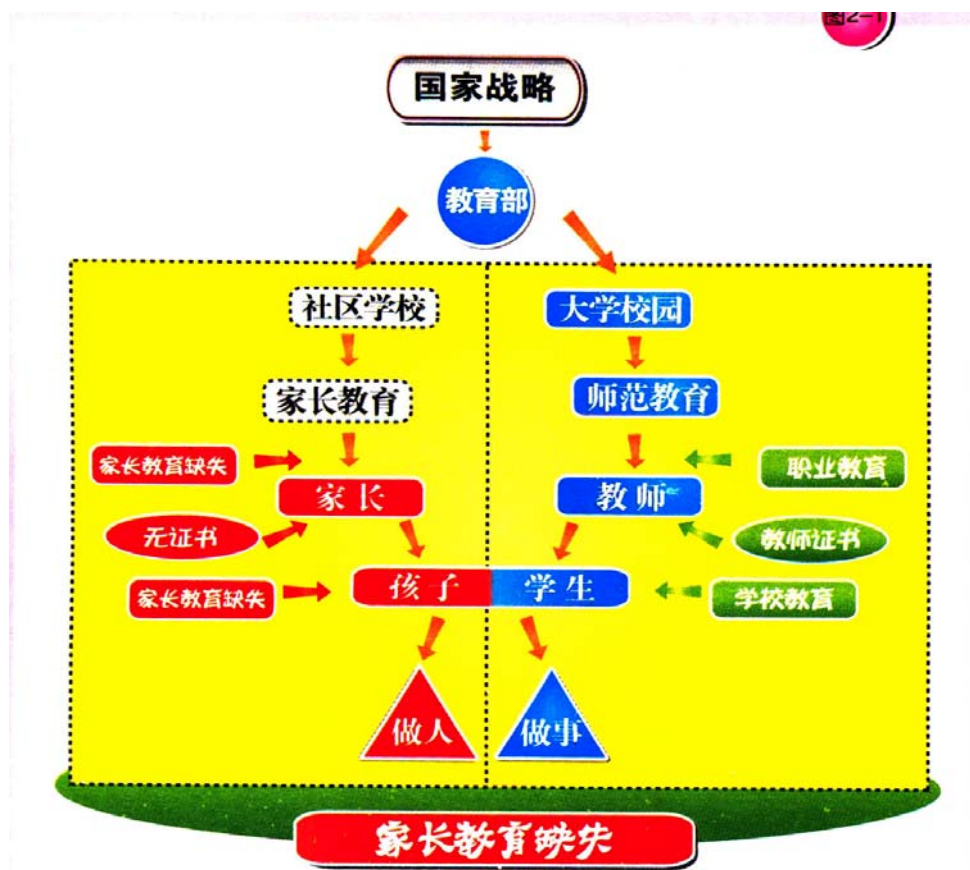 图2-1
国家战略
教育部
社区学校
大学校园
家长教育
师范教育
家长教育缺失
职业教育
家长
教师
无证书
教师证书
家长教育缺失
孩子
学生
学校教育
做人
做事
家长教育缺失